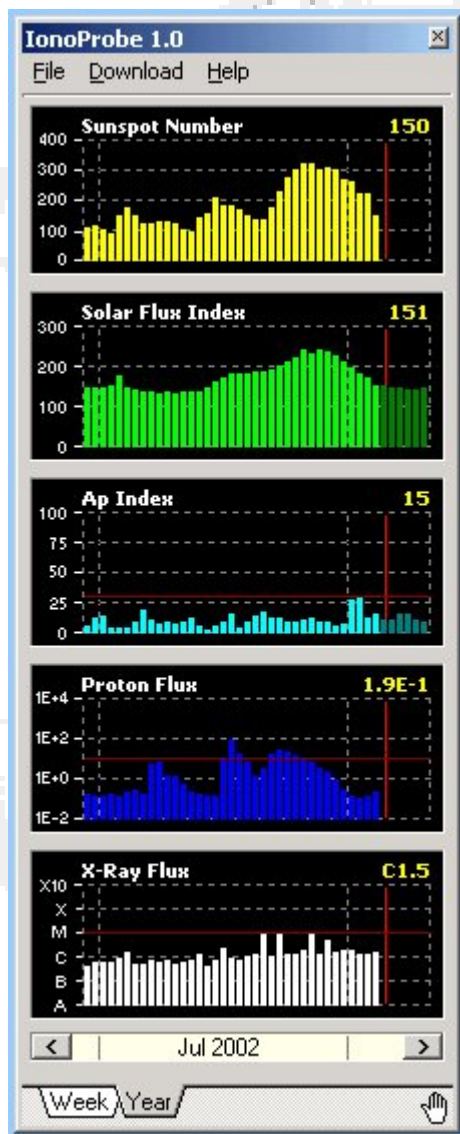 IonoProbe 1.0
File Download Help
Sunspot Number 150
400
300
200
100
0
Solar Flux Index 151
300
200
100
0
Ap Index 15
100
75
50
25
0
Proton Flux 1.9E-1
1E+4
1E+2
1E+0
1E-2
X-Ray Flux C1.5
X10
X
M
C
B
A
< Jul 2002 >
Week Year